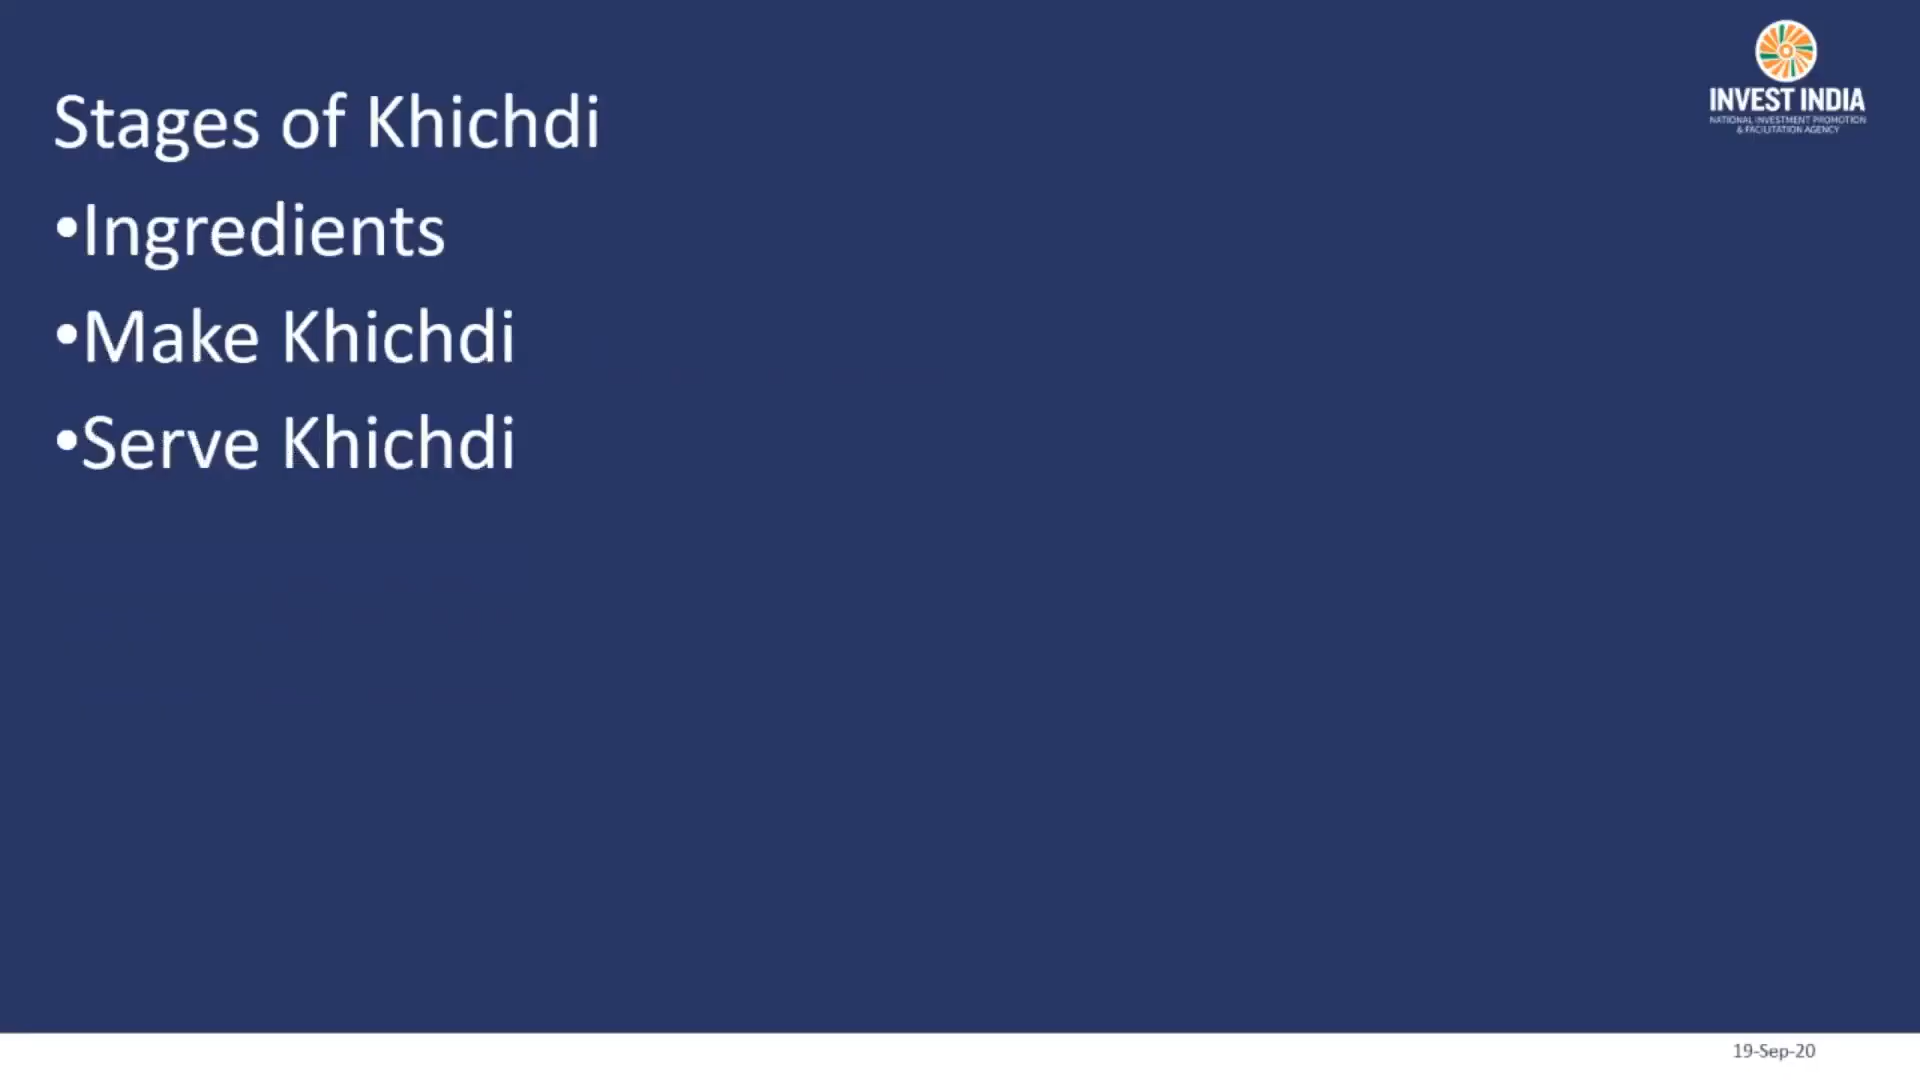 INVEST INDIA
NATIONAL INVESTMENT PROMOTION
& FACILITATION AGENCY
Stages of Khichdi
•Ingredients
•Make Khichdi
•Serve Khichdi
19-Sep-20